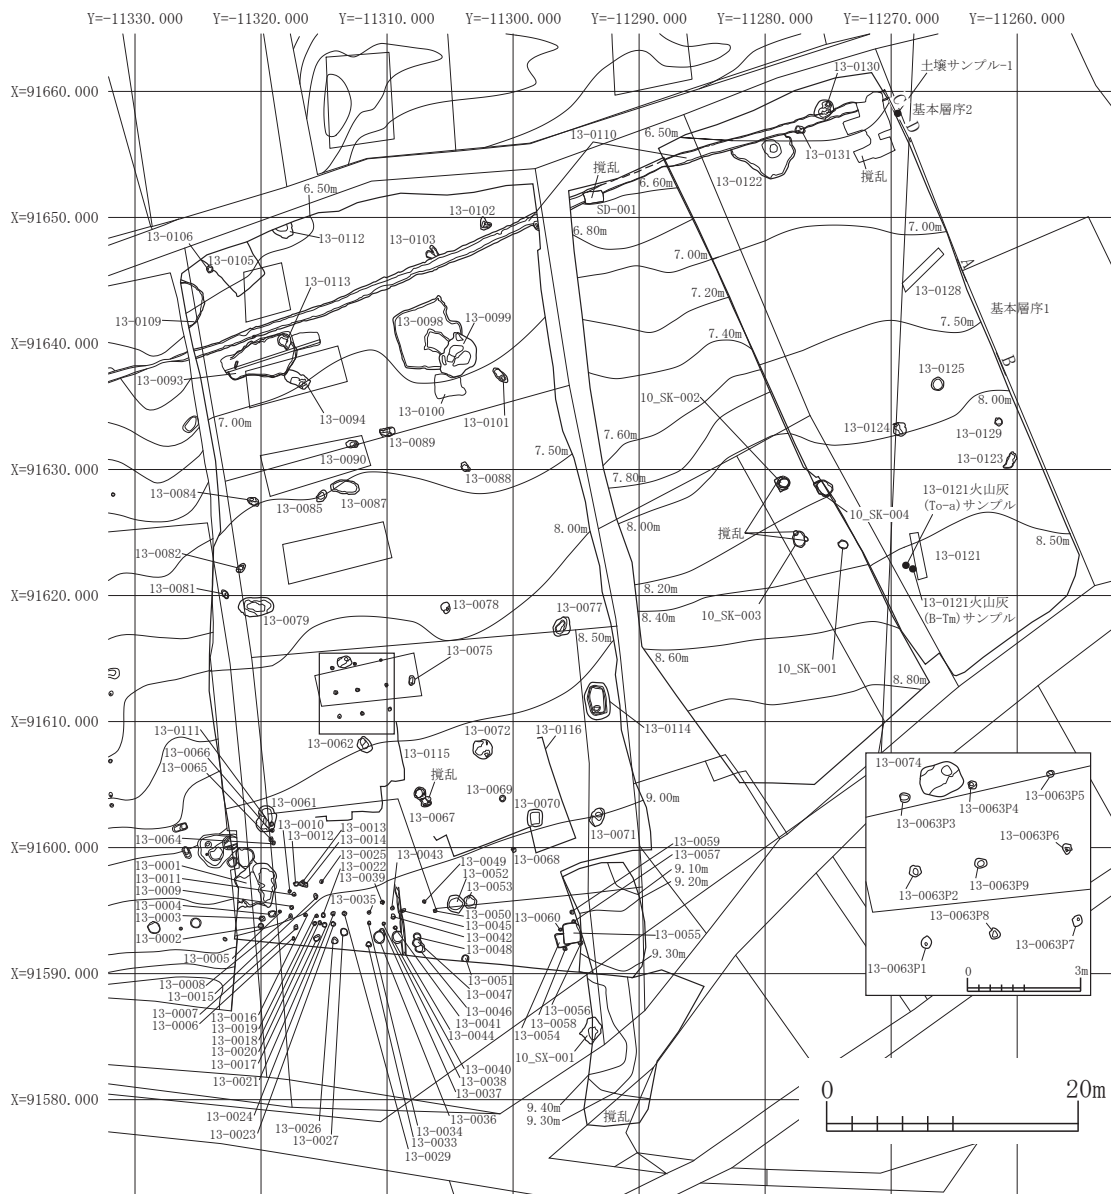 Y=-11330.000 Y=-11320.000 Y=-11310.000 Y=-11300.000 Y=-11290.000 Y=-11280.000 Y=-11270.000 Y=-11260.000
X=91660.000
X=91650.000
X=91640.000
X=91630.000
X=91620.000
X=91610.000
X=91600.000
X=91590.000
X=91580.000
13-0130
土壌サンプル-1
基本層序2
C
D
13-0110
6.50m
13-0131
撹乱
撹乱
13-0122
6.60m
6.50m
SD-001
6.80m
13-0102
13-0106
13-0112
13-0103
13-0105
7.00m
7.00m
A
13-0113
13-0128
7.20m
基本層序1
13-0109
13-0098
13-0099
7.50m
7.40m
B
13-0093
13-0125
13-0094
13-0100
13-0101
10_SK-002
8.00m
7.00m
13-0124
13-0129
13-0089
7.60m
13-0090
7.50m
13-0123
13-0088
7.80m
13-0084
13-0085
13-0087
13-0121火山灰
(To-a)サンプル
10_SK-004
8.00m
8.00m
撹乱
8.50m
13-0082
13-0121
13-0081
8.20m
13-0121火山灰
(B-Tm)サンプル
13-0079
13-0078
13-0077
8.40m
10_SK-003
8.50m
13-0075
8.60m
10_SK-001
8.80m
13-0111
13-0066
13-0065
13-0062
13-0072
13-0116
13-0114
13-0115
撹乱
13-0061
13-0069
13-0067
13-0070
13-0071
9.00m
13-0010
13-0012
13-0013
13-0014
13-0064
13-0025
13-0022
13-0043
13-0068
13-0059
13-0057
13-0001
13-0011
13-0009
13-0039
13-0049
13-0052
13-0053
9.10m
9.20m
13-0004
13-0003
13-0035
13-0050
13-0045
13-0060
13-0002
13-0042
13-0055
13-0048
13-0005
9.30m
13-0051
13-0008
13-0015
13-0047
13-0007
13-0006
13-0046
13-0056
13-0016
13-0019
13-0041
13-0058
13-0018
13-0044
13-0054
13-0020
13-0017
10_SX-001
13-0040
13-0021
13-0038
13-0037
13-0024
13-0023
13-0026
13-0027
13-0036
13-0034
13-0033
13-0029
9.40m
9.30m
撹乱
13-0074
13-0063P5
13-0063P3
13-0063P4
13-0063P6
13-0063P2
13-0063P9
13-0063P8
13-0063P7
13-0063P1
0 3m
0 20m